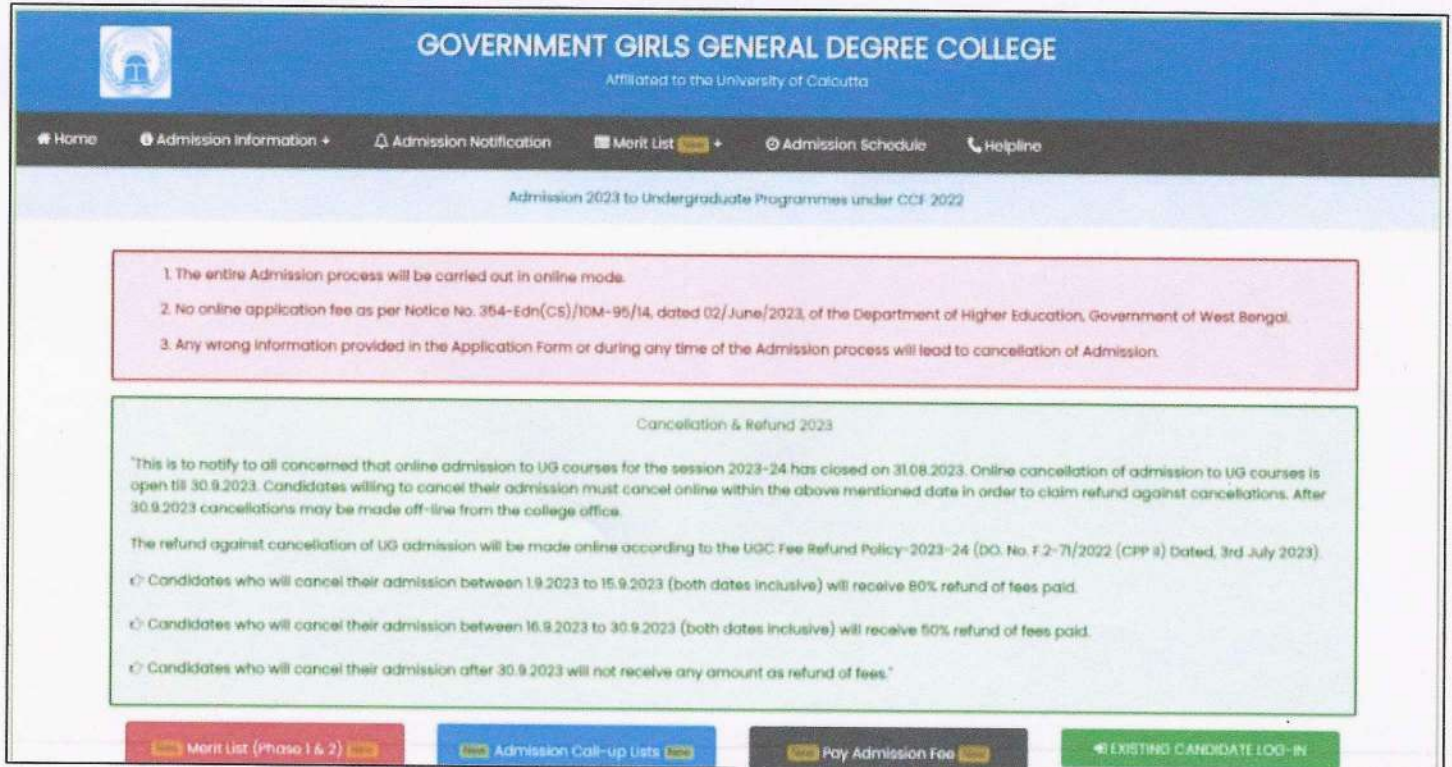 GOVERNMENT GIRLS GENERAL DEGREE COLLEGE
Affiliated to the University of Calcutta
Home Admission Information + Admission Notification Merit List New + Admission Schedule Helpline
Admission 2023 to Undergraduate Programmes under CCF 2022
1. The entire Admission process will be carried out in online mode.
2. No online application fee as per Notice No. 354-Edn(CS)/10M-95/14, dated 02/June/2023, of the Department of Higher Education, Government of West Bengal.
3. Any wrong information provided in the Application Form or during any time of the Admission process will lead to cancellation of Admission.
Cancellation & Refund 2023
"This is to notify to all concerned that online admission to UG courses for the session 2023-24 has closed on 31.08.2023. Online cancellation of admission to UG courses is
open till 30.9.2023. Candidates willing to cancel their admission must cancel online within the above mentioned date in order to claim refund against cancellations. After
30.9.2023 cancellations may be made off-line from the college office.
The refund against cancellation of UG admission will be made online according to the UGC Fee Refund Policy-2023-24 (DO. No. F.2-71/2022 (CPP II) Dated, 3rd July 2023).
Candidates who will cancel their admission between 1.9.2023 to 15.9.2023 (both dates inclusive) will receive 80% refund of fees paid.
Candidates who will cancel their admission between 16.9.2023 to 30.9.2023 (both dates inclusive) will receive 50% refund of fees paid.
Candidates who will cancel their admission after 30.9.2023 will not receive any amount as refund of fees."
New Merit List (Phase 1 & 2) New New Admission Call-up Lists New New Pay Admission Fee New EXISTING CANDIDATE LOG-IN